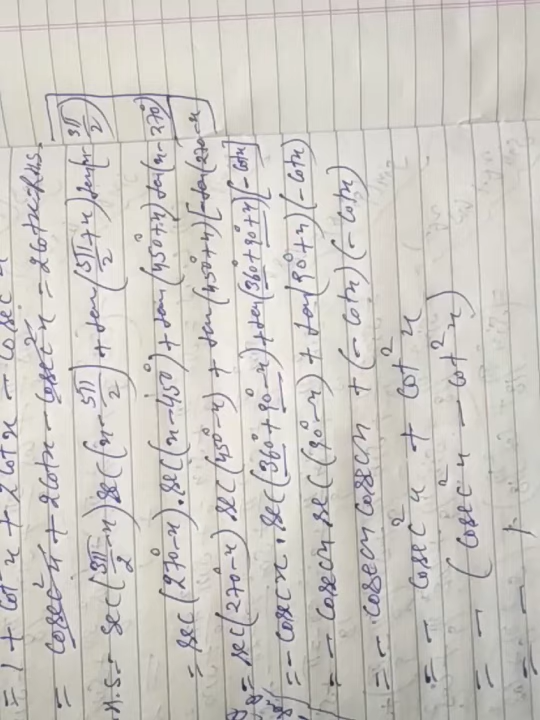 = 1 + cot²x + 2cotx - cosec²x
= cosec²x + 2cotx - cosec²x = 2cotx = RHS.
H.S = sec(3π/2 - x) sec(x - 5π/2) + tan(5π/2 + x) tan(x - 3π/2)
= sec(270° - x) . sec(x - 450°) + tan(450° + x) tan(x - 270°)
= sec(270° - x) sec(450° - x) + tan(450° + x) [- tan(270° - x)]
= - cosecx . sec(360° + 90° - x) + tan(360° + 90° + x) [- cotx]
= - cosecx sec(90° - x) + tan(90° + x) (- cotx)
= - cosecx cosecx + (- cotx) (- cotx)
= - cosec²x + cot²x
= - (cosec²x - cot²x)
= - 1